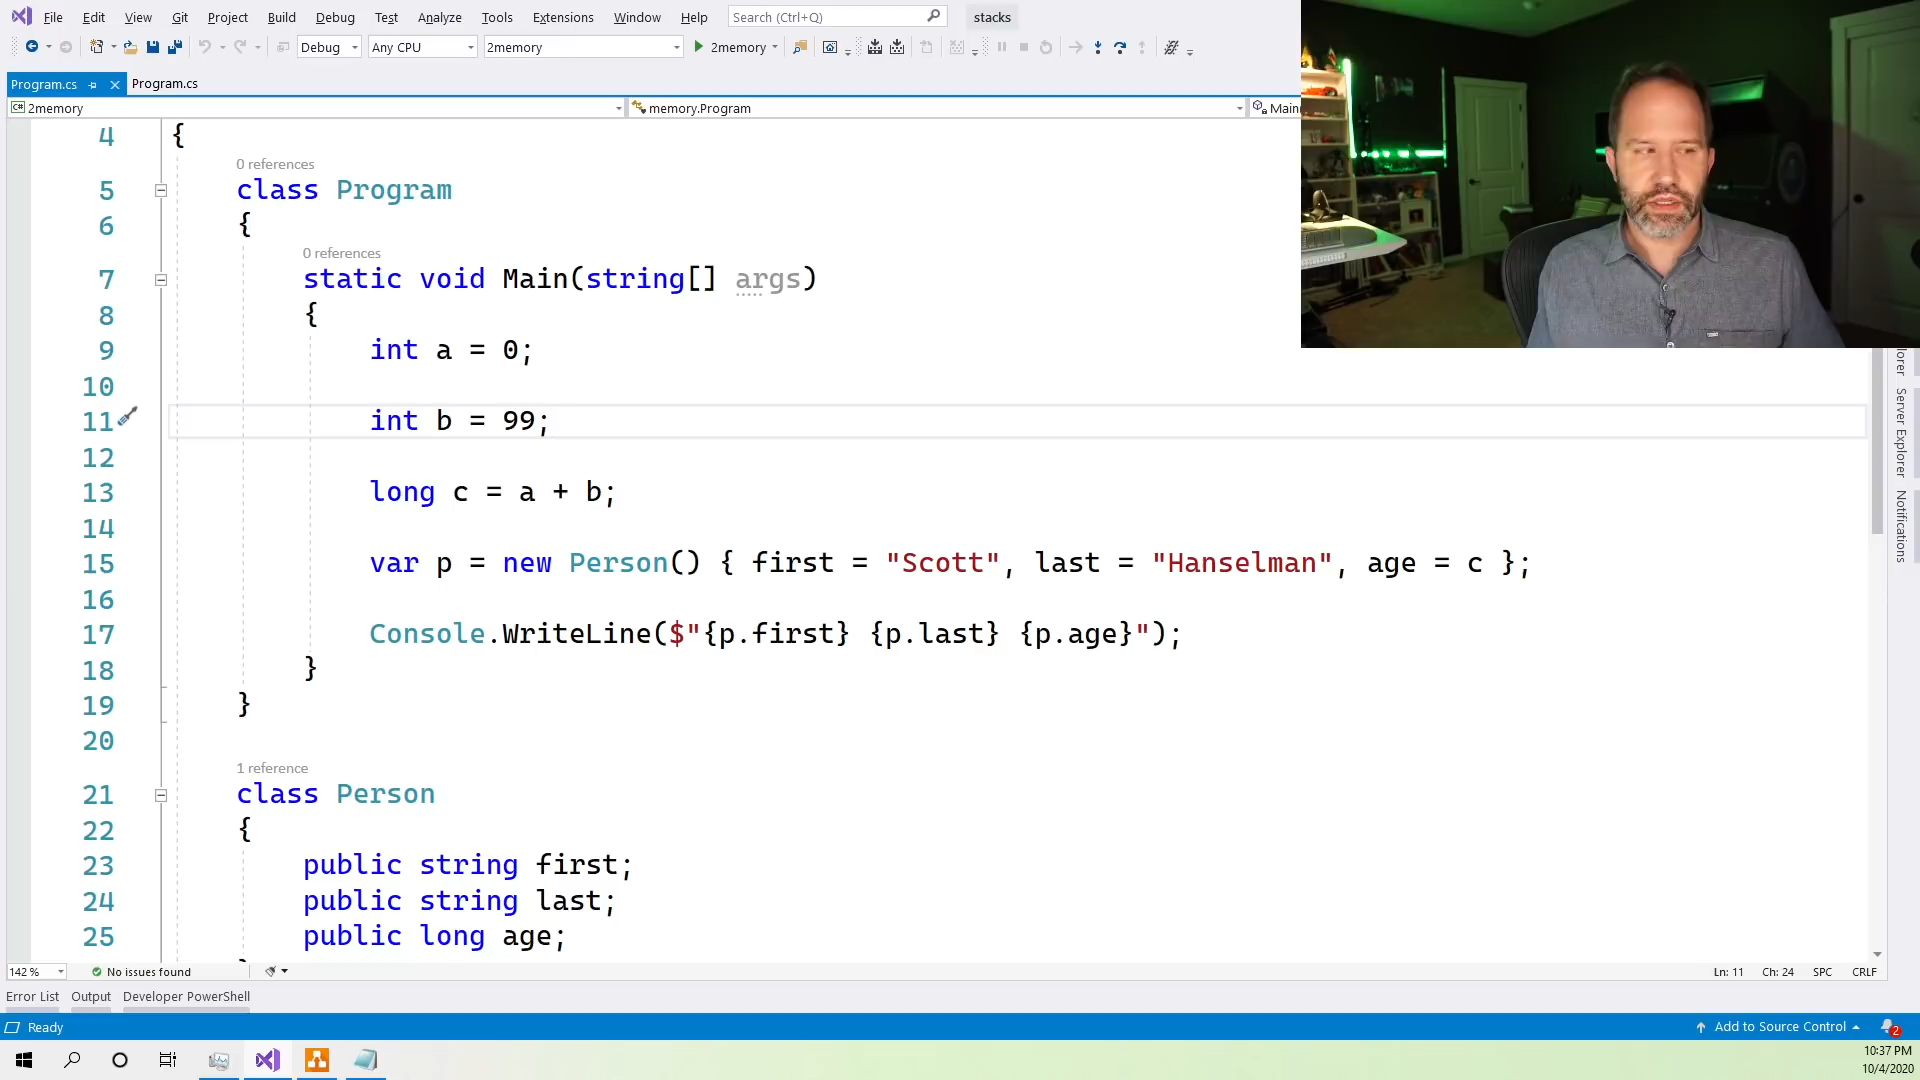 File Edit View Git Project Build Debug Test Analyze Tools Extensions Window Help Search (Ctrl+Q) stacks
Debug Any CPU 2memory 2memory
Program.cs Program.cs
C# 2memory memory.Program Main
4 {
0 references
5 class Program
6 {
0 references
7 static void Main(string[] args)
8 {
9 int a = 0;
10
11 int b = 99;
12
13 long c = a + b;
14
15 var p = new Person() { first = "Scott", last = "Hanselman", age = c };
16
17 Console.WriteLine($"{p.first} {p.last} {p.age}");
18 }
19 }
20
1 reference
21 class Person
22 {
23 public string first;
24 public string last;
25 public long age;
Server Explorer
Notifications
142 % No issues found Ln: 11 Ch: 24 SPC CRLF
Error List Output Developer PowerShell
Ready Add to Source Control 2
10:37 PM
10/4/2020